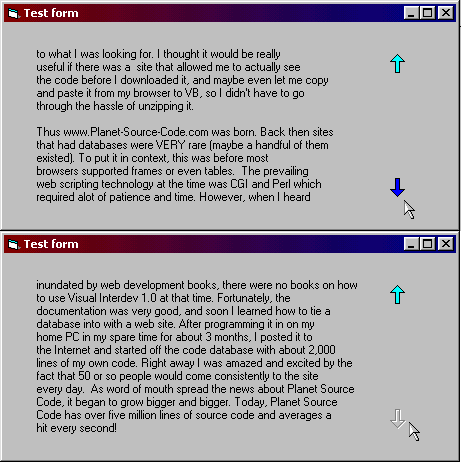 Test form
to what I was looking for. I thought it would be really
useful if there was a  site that allowed me to actually see
the code before I downloaded it, and maybe even let me copy
and paste it from my browser to VB, so I didn't have to go
through the hassle of unzipping it.
Thus www.Planet-Source-Code.com was born. Back then sites
that had databases were VERY rare (maybe a handful of them
existed). To put it in context, this was before most
browsers supported frames or even tables.  The prevailing
web scripting technology at the time was CGI and Perl which
required alot of patience and time. However, when I heard
Test form
inundated by web development books, there were no books on how
to use Visual Interdev 1.0 at that time. Fortunately, the
documentation was very good, and soon I learned how to tie a
database into with a web site. After programming it in on my
home PC in my spare time for about 3 months, I posted it to
the Internet and started off the code database with about 2,000
lines of my own code. Right away I was amazed and excited by the
fact that 50 or so people would come consistently to the site
every day.  As word of mouth spread the news about Planet Source
Code, it began to grow bigger and bigger. Today, Planet Source
Code has over five million lines of source code and averages a
hit every second!